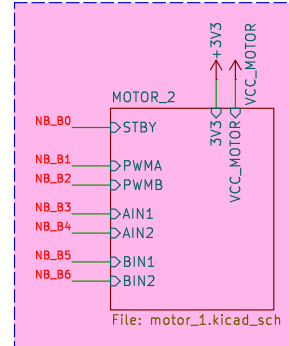 +3V3
VCC_MOTOR
MOTOR_2
NB_B0 STBY
3V3
VCC_MOTOR
NB_B1 PWMA
NB_B2 PWMB
NB_B3 AIN1
NB_B4 AIN2
NB_B5 BIN1
NB_B6 BIN2
File: motor_1.kicad_sch